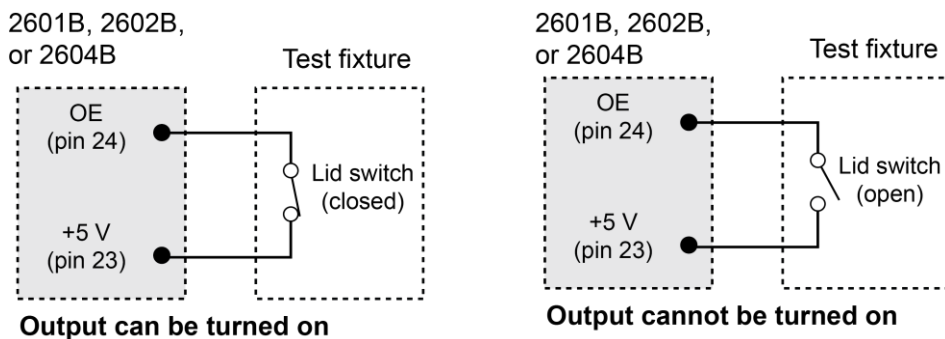 2601B, 2602B,
or 2604B
Test fixture
OE
(pin 24)
Lid switch
(closed)
+5 V
(pin 23)
Output can be turned on
2601B, 2602B,
or 2604B
Test fixture
OE
(pin 24)
Lid switch
(open)
+5 V
(pin 23)
Output cannot be turned on